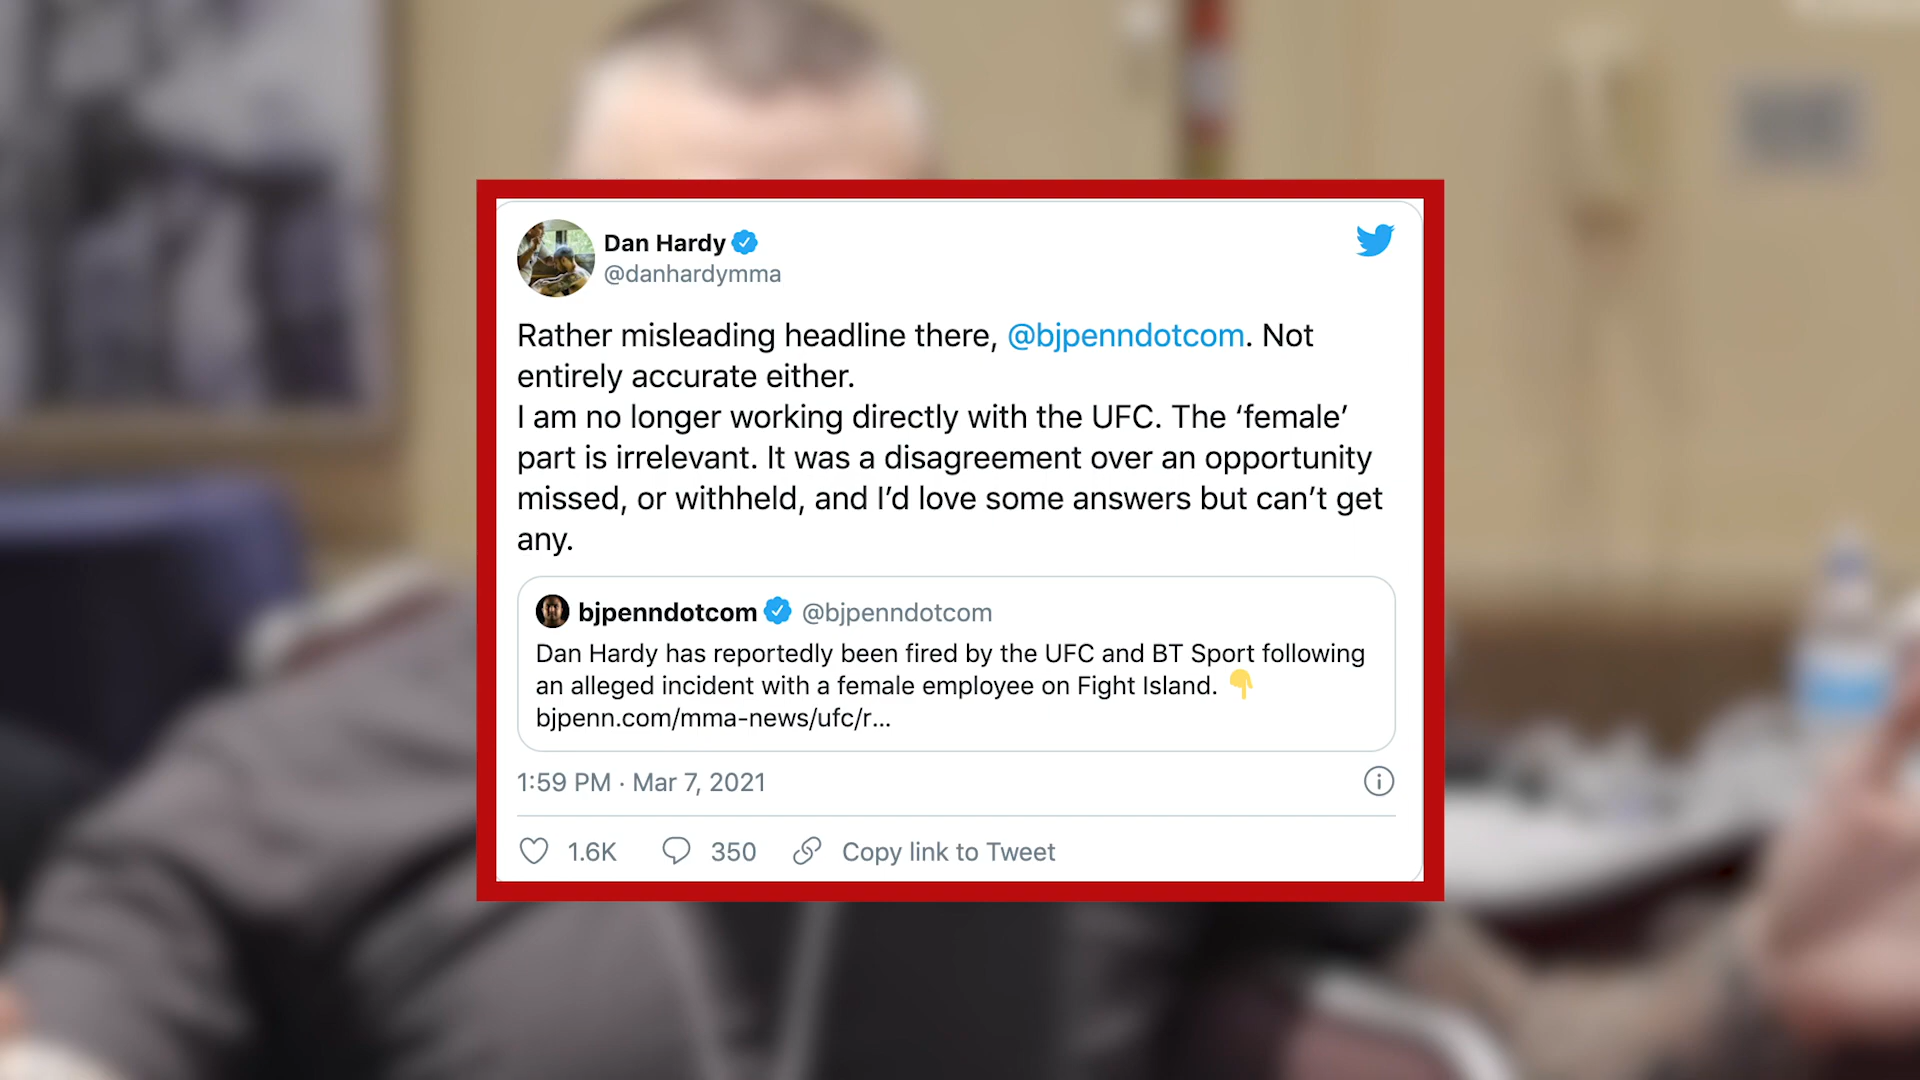 Dan Hardy
@danhardymma
Rather misleading headline there, @bjpenndotcom. Not
entirely accurate either.
I am no longer working directly with the UFC. The ‘female’
part is irrelevant. It was a disagreement over an opportunity
missed, or withheld, and I’d love some answers but can’t get
any.
bjpenndotcom @bjpenndotcom
Dan Hardy has reportedly been fired by the UFC and BT Sport following
an alleged incident with a female employee on Fight Island. 👇
bjpenn.com/mma-news/ufc/r...
1:59 PM · Mar 7, 2021
1.6K 350 Copy link to Tweet